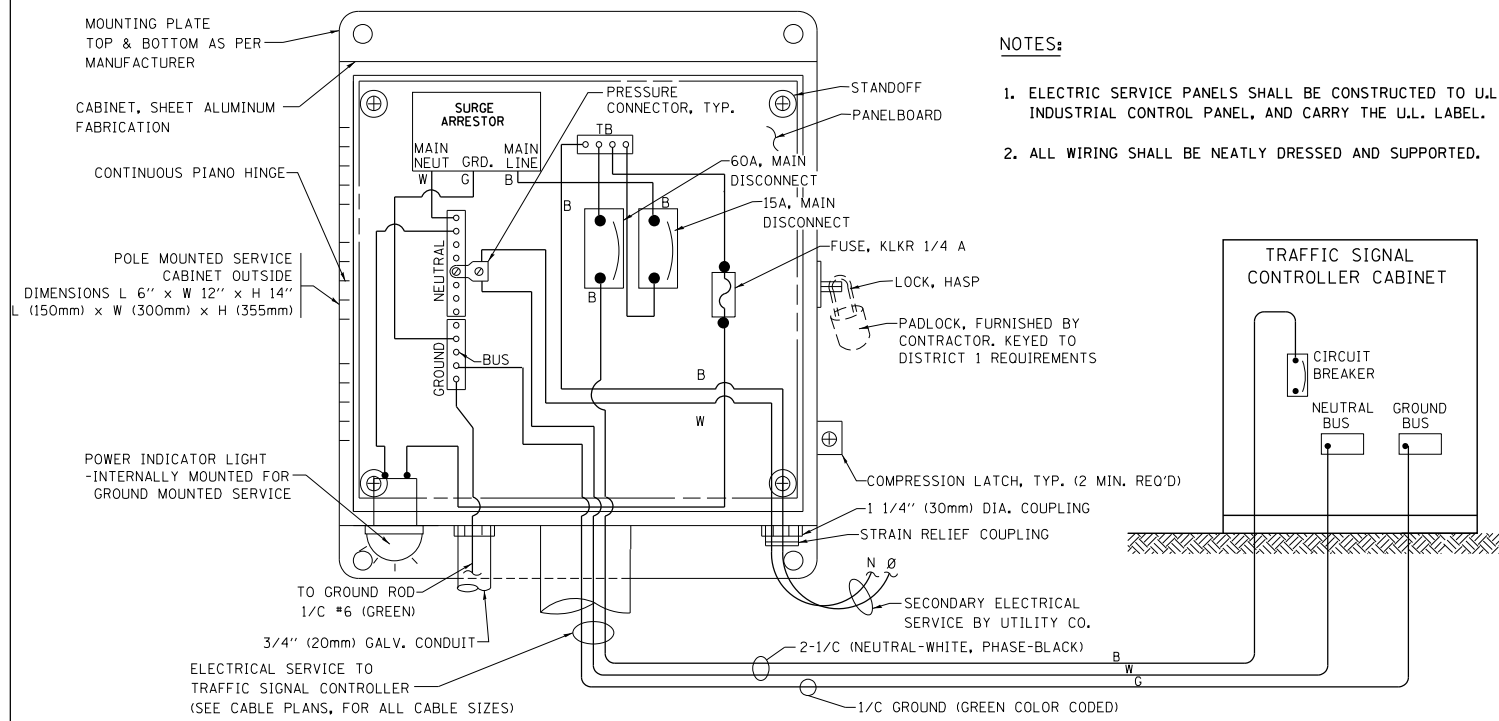 MOUNTING PLATE
TOP & BOTTOM AS PER
MANUFACTURER
CABINET, SHEET ALUMINUM
FABRICATION
CONTINUOUS PIANO HINGE
POLE MOUNTED SERVICE
CABINET OUTSIDE
DIMENSIONS L 6" x W 12" x H 14"
L (150mm) x W (300mm) x H (355mm)
POWER INDICATOR LIGHT
-INTERNALLY MOUNTED FOR
GROUND MOUNTED SERVICE
SURGE
ARRESTOR
MAIN
NEUT
GRD.
MAIN
LINE
W
G
B
PRESSURE
CONNECTOR, TYP.
TB
60A, MAIN
DISCONNECT
15A, MAIN
DISCONNECT
B
B
B
NEUTRAL
GROUND
BUS
B
W
STANDOFF
PANELBOARD
FUSE, KLKR 1/4 A
LOCK, HASP
PADLOCK, FURNISHED BY
CONTRACTOR. KEYED TO
DISTRICT 1 REQUIREMENTS
COMPRESSION LATCH, TYP. (2 MIN. REQ'D)
1 1/4" (30mm) DIA. COUPLING
STRAIN RELIEF COUPLING
N Ø
SECONDARY ELECTRICAL
SERVICE BY UTILITY CO.
TO GROUND ROD
1/C #6 (GREEN)
3/4" (20mm) GALV. CONDUIT
ELECTRICAL SERVICE TO
TRAFFIC SIGNAL CONTROLLER
(SEE CABLE PLANS, FOR ALL CABLE SIZES)
2-1/C (NEUTRAL-WHITE, PHASE-BLACK)
B
W
G
1/C GROUND (GREEN COLOR CODED)
NOTES:
1. ELECTRIC SERVICE PANELS SHALL BE CONSTRUCTED TO U.L
INDUSTRIAL CONTROL PANEL, AND CARRY THE U.L. LABEL.
2. ALL WIRING SHALL BE NEATLY DRESSED AND SUPPORTED.
TRAFFIC SIGNAL
CONTROLLER CABINET
CIRCUIT
BREAKER
NEUTRAL
BUS
GROUND
BUS